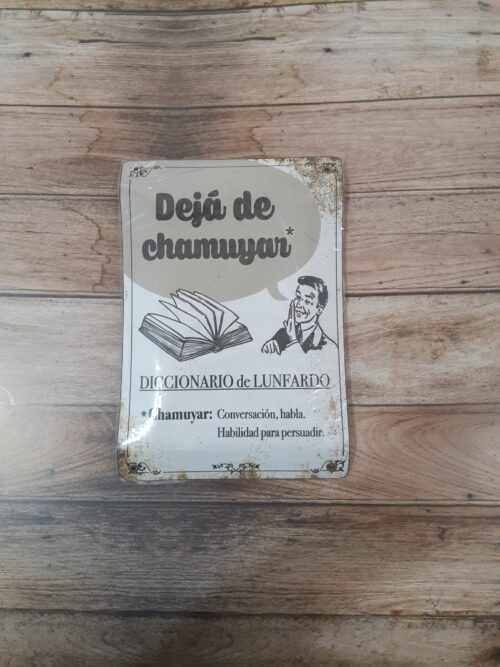 Dejá de
chamuyar*
DICCIONARIO de LUNFARDO
*Chamuyar: Conversación, habla.
Habilidad para persuadir.